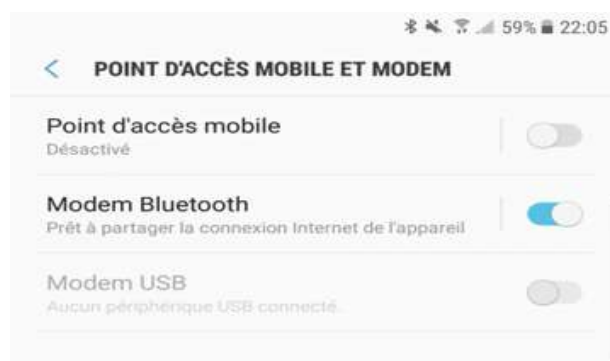 59% 22:05
POINT D'ACCÈS MOBILE ET MODEM
Point d'accès mobile
Désactivé
Modem Bluetooth
Prêt à partager la connexion Internet de l'appareil
Modem USB
Aucun périphérique USB connecté.